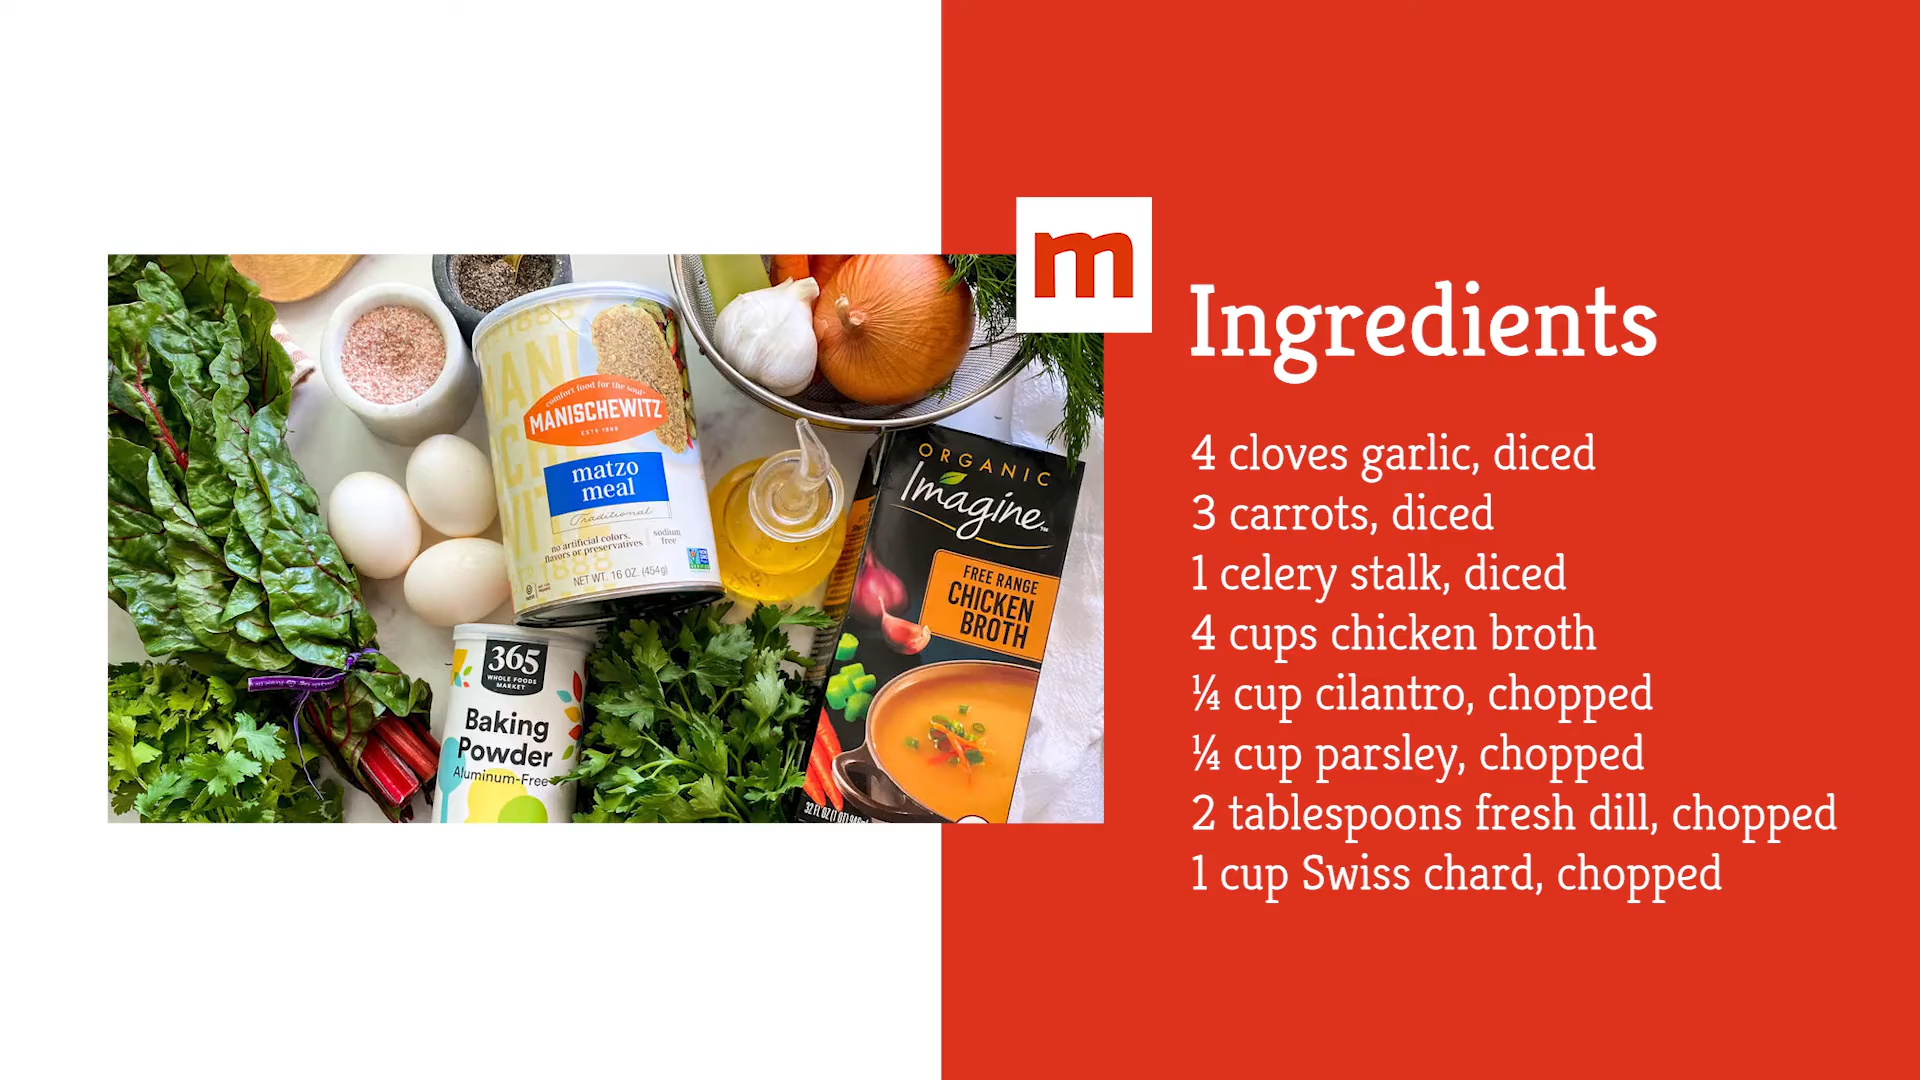 m
Ingredients
4 cloves garlic, diced
3 carrots, diced
1 celery stalk, diced
4 cups chicken broth
¼ cup cilantro, chopped
¼ cup parsley, chopped
2 tablespoons fresh dill, chopped
1 cup Swiss chard, chopped
comfort food for the soul
MANISCHEWITZ
ESTD 1888
matzo
meal
Traditional
no artificial colors,
flavors or preservatives
sodium
free
NET WT. 16 OZ. (454g)
365
WHOLE FOODS
MARKET
Baking
Powder
Aluminum-Free
ORGANIC
Imagine
FREE RANGE
CHICKEN
BROTH